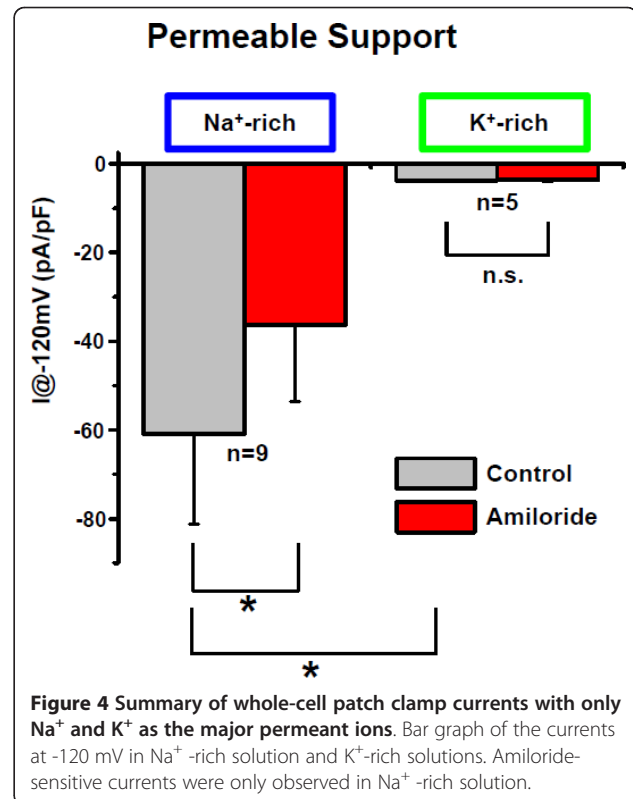 Permeable Support
Na⁺-rich
K⁺-rich
I@-120mV (pA/pF)
0
-20
-40
-60
-80
n=5
n.s.
n=9
Control
Amiloride
*
*
Figure 4 Summary of whole-cell patch clamp currents with only
Na⁺ and K⁺ as the major permeant ions. Bar graph of the currents
at -120 mV in Na⁺ -rich solution and K⁺-rich solutions. Amiloride-
sensitive currents were only observed in Na⁺ -rich solution.